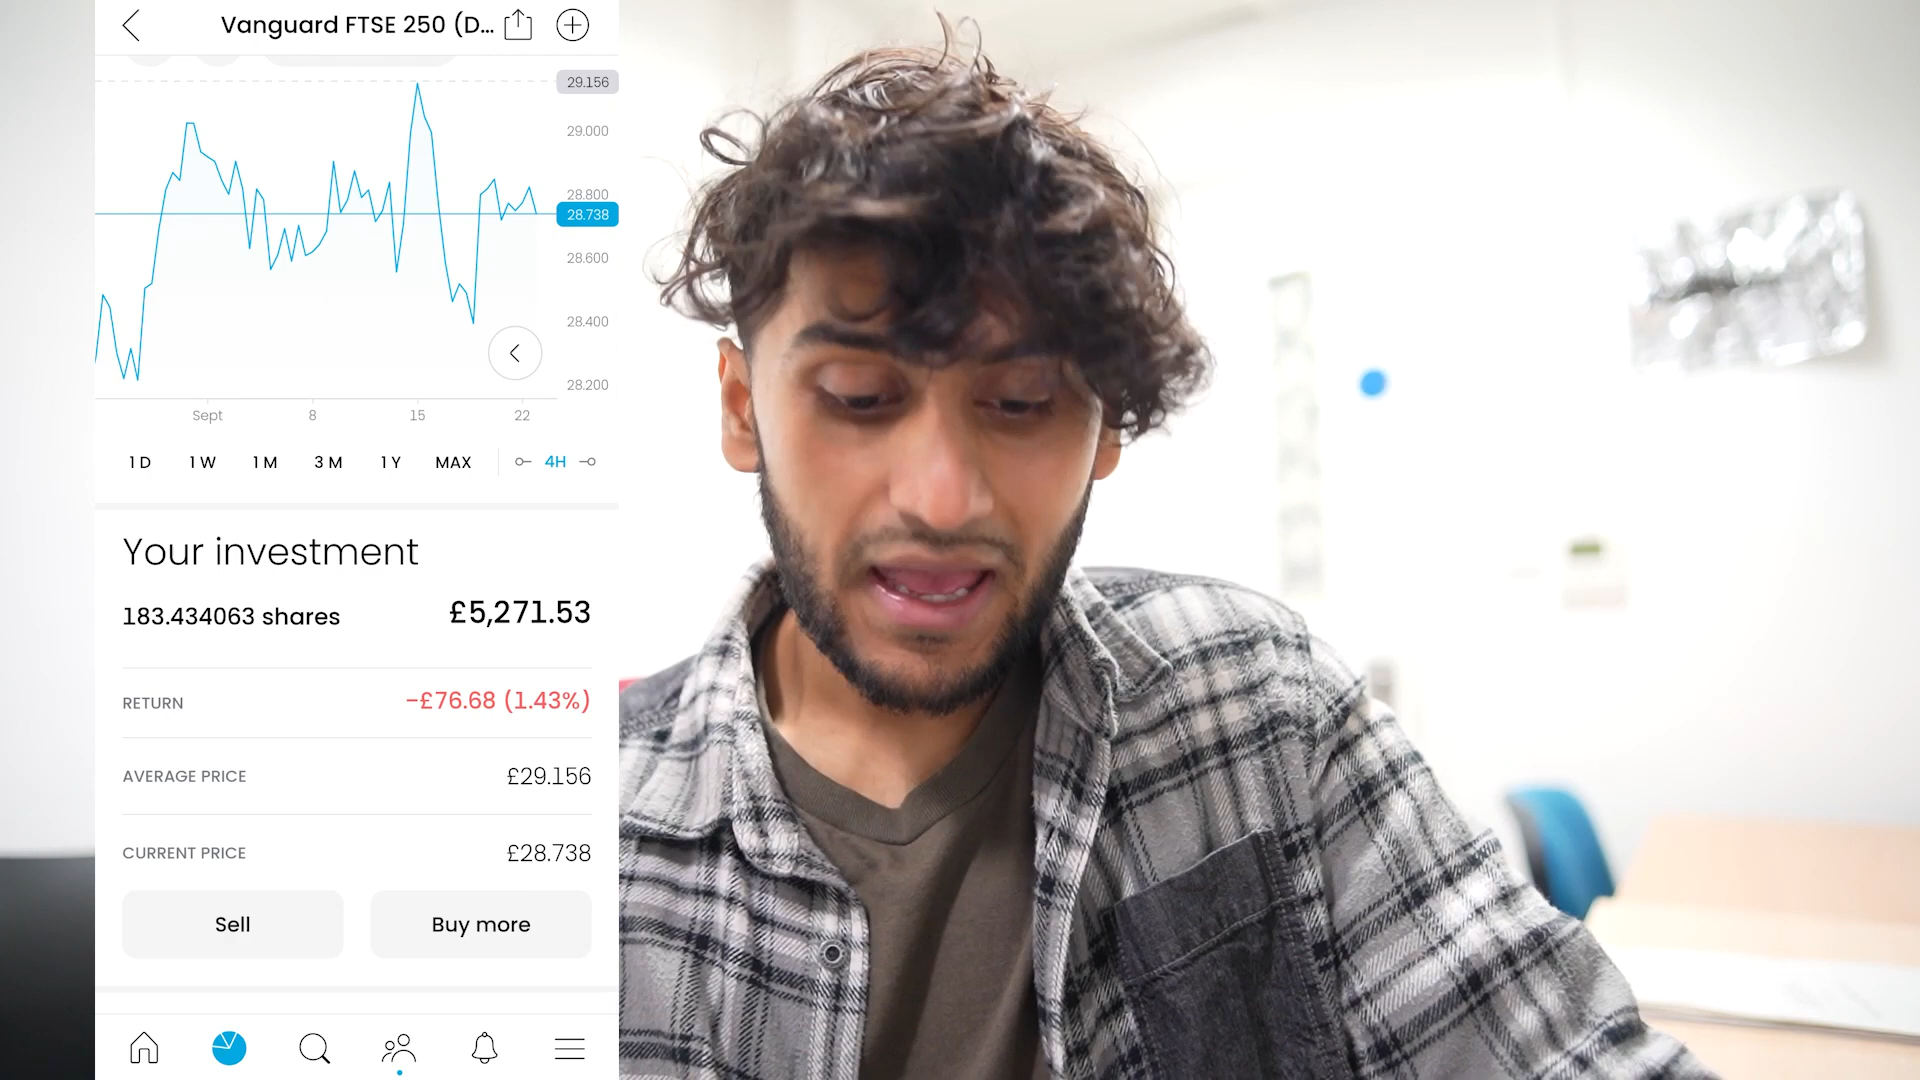 Vanguard FTSE 250 (D...
29.156
29.000
28.800
28.738
28.600
28.400
28.200
Sept 8 15 22
1D 1W 1M 3M 1Y MAX 4H
Your investment
183.434063 shares £5,271.53
RETURN −£76.68 (1.43%)
AVERAGE PRICE £29.156
CURRENT PRICE £28.738
Sell Buy more